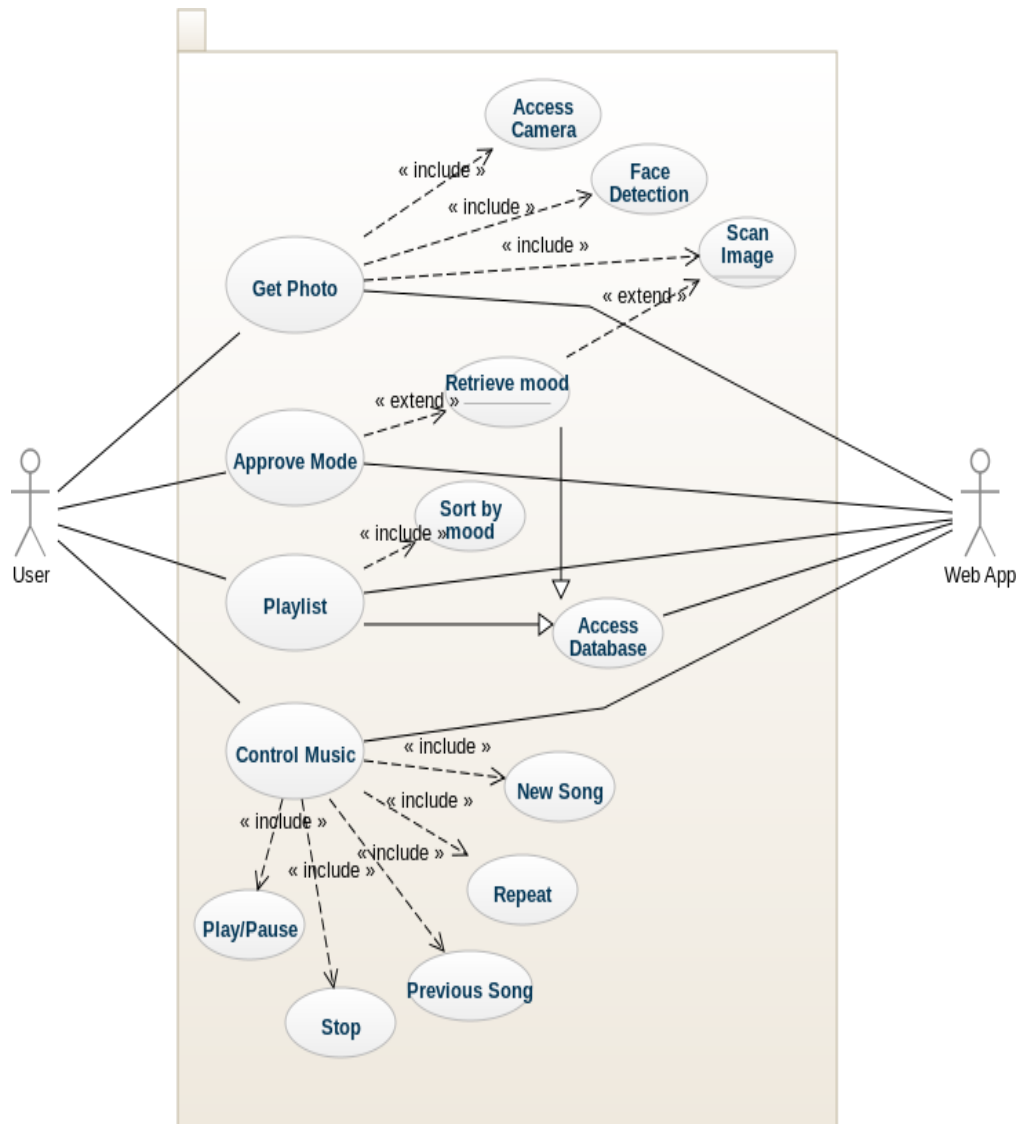 Access
Camera
« include »
Face
Detection
« include »
Scan
Image
« include »
Get Photo
« extend »
Retrieve mood
« extend »
Approve Mode
Sort by
mood
« include »
User
Web App
Playlist
Access
Database
Control Music
« include »
New Song
« include »
« include »
« include »
« include »
Repeat
Play/Pause
Previous Song
Stop